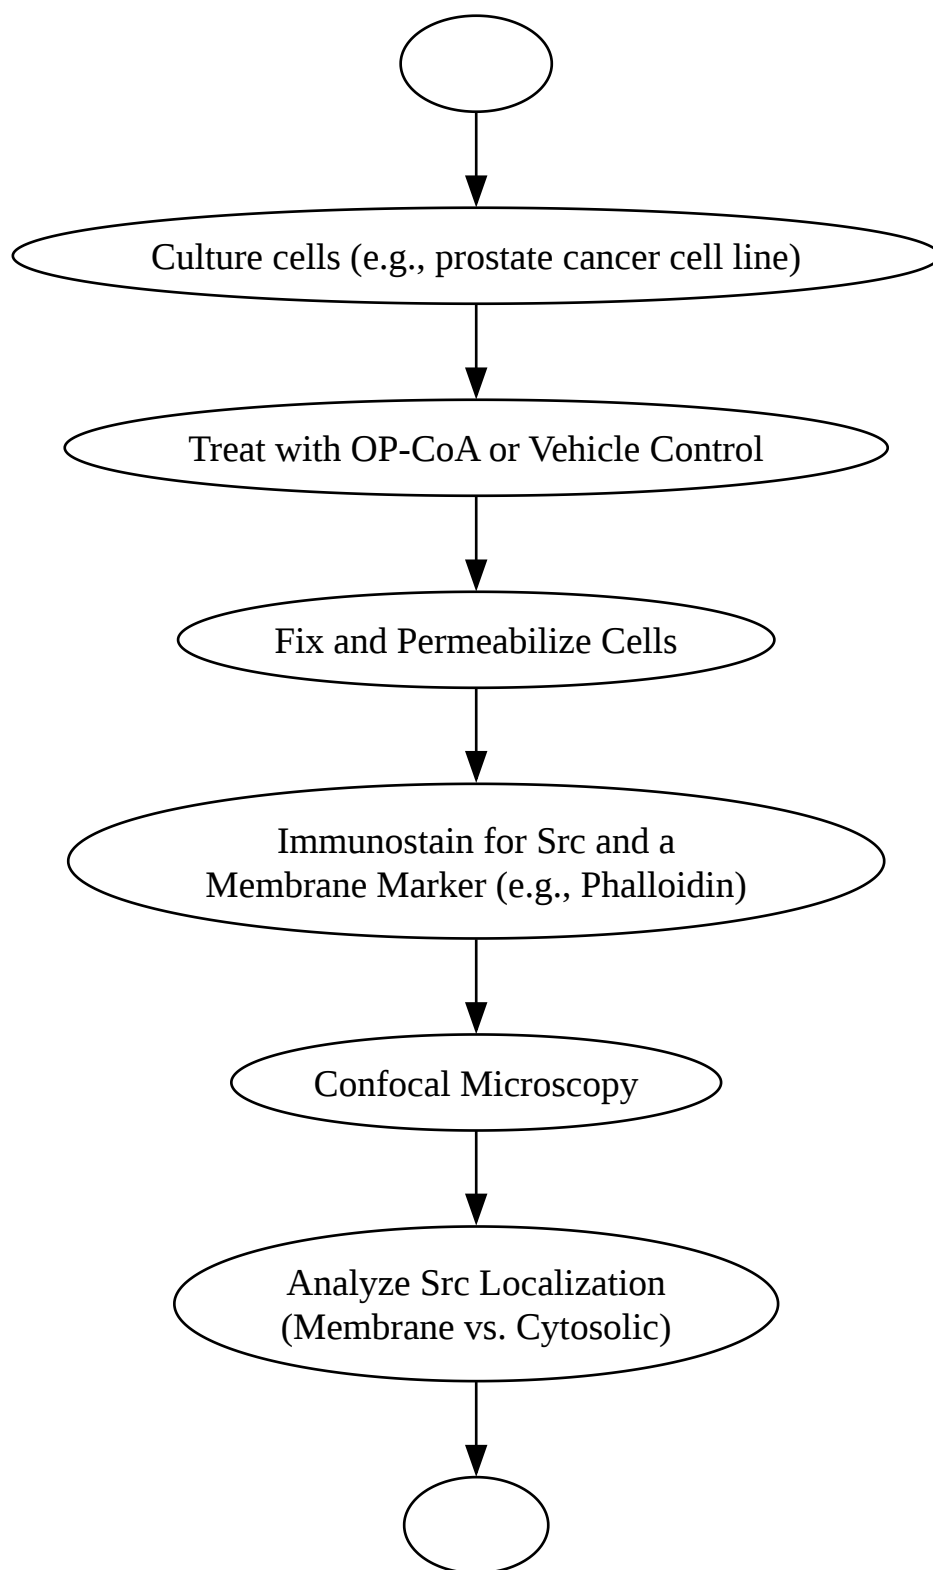 Culture cells (e.g., prostate cancer cell line)
Treat with OP-CoA or Vehicle Control
Fix and Permeabilize Cells
Immunostain for Src and a
Membrane Marker (e.g., Phalloidin)
Confocal Microscopy
Analyze Src Localization
(Membrane vs. Cytosolic)